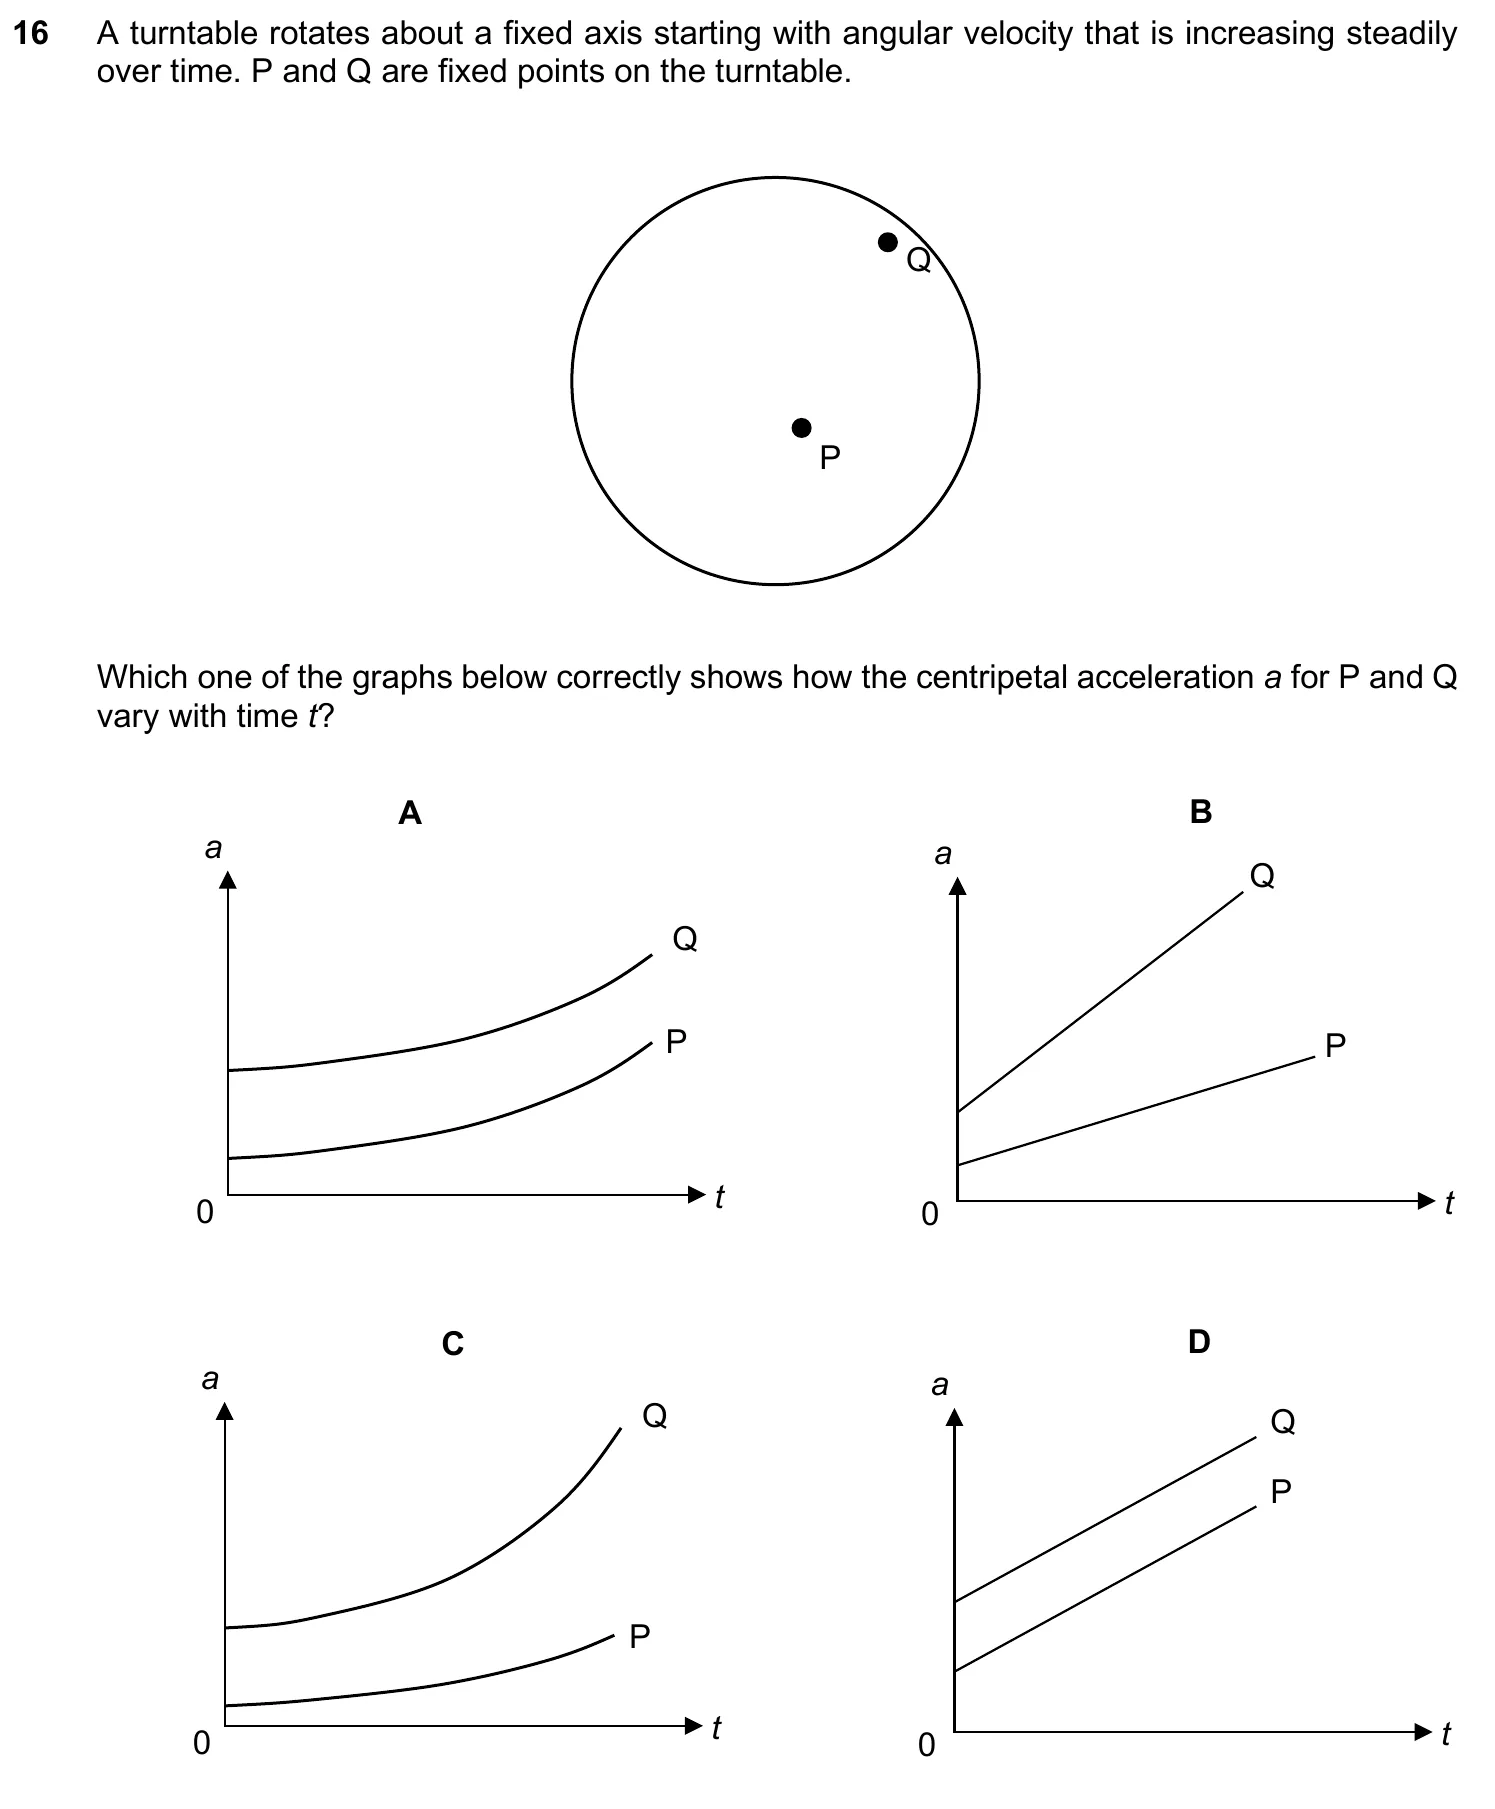 16 A turntable rotates about a fixed axis starting with angular velocity that is increasing steadily
over time. P and Q are fixed points on the turntable.
Q
P
Which one of the graphs below correctly shows how the centripetal acceleration a for P and Q
vary with time t?
A
a
Q
P
0
t
B
a
Q
P
0
t
C
a
Q
P
0
t
D
a
Q
P
0
t